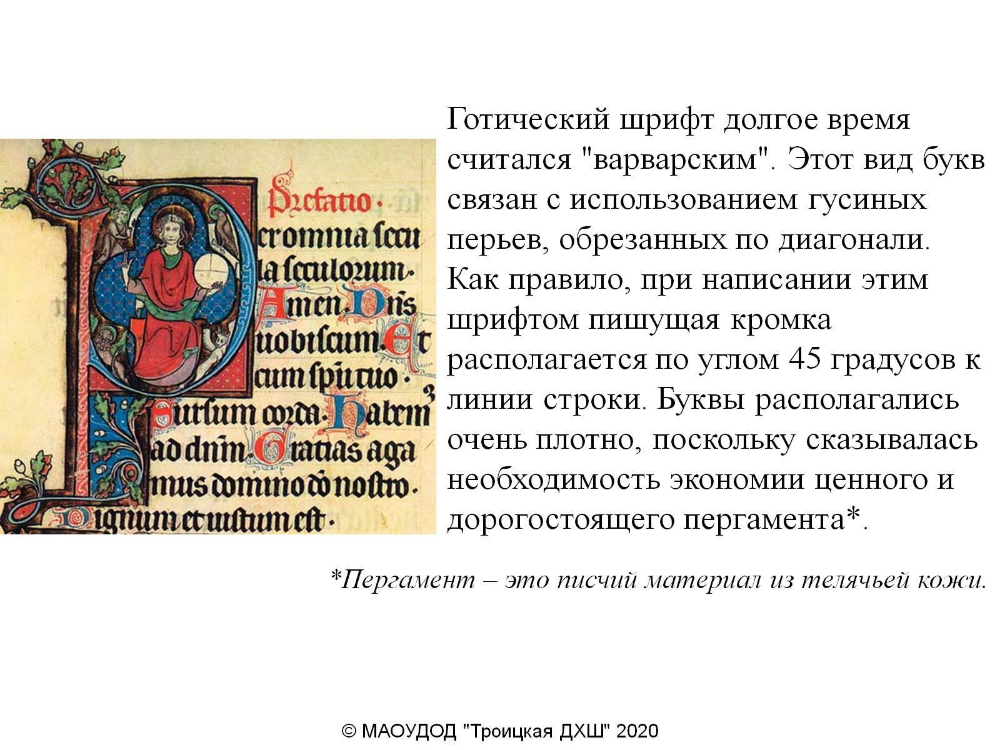 Prefatio·
er omnia secu
la seculorum·
Amen. Dñs
uobiscum. Et
cum spū tuo·
Sursum corda. Habem⁹
ad dnm̄. Gratias aga
mus domino dō nostro·
Dignum et iustum est·
Готический шрифт долгое время
считался "варварским". Этот вид букв
связан с использованием гусиных
перьев, обрезанных по диагонали.
Как правило, при написании этим
шрифтом пишущая кромка
располагается по углом 45 градусов к
линии строки. Буквы располагались
очень плотно, поскольку сказывалась
необходимость экономии ценного и
дорогостоящего пергамента*.
*Пергамент – это писчий материал из телячьей кожи.
© МАОУДОД "Троицкая ДХШ" 2020